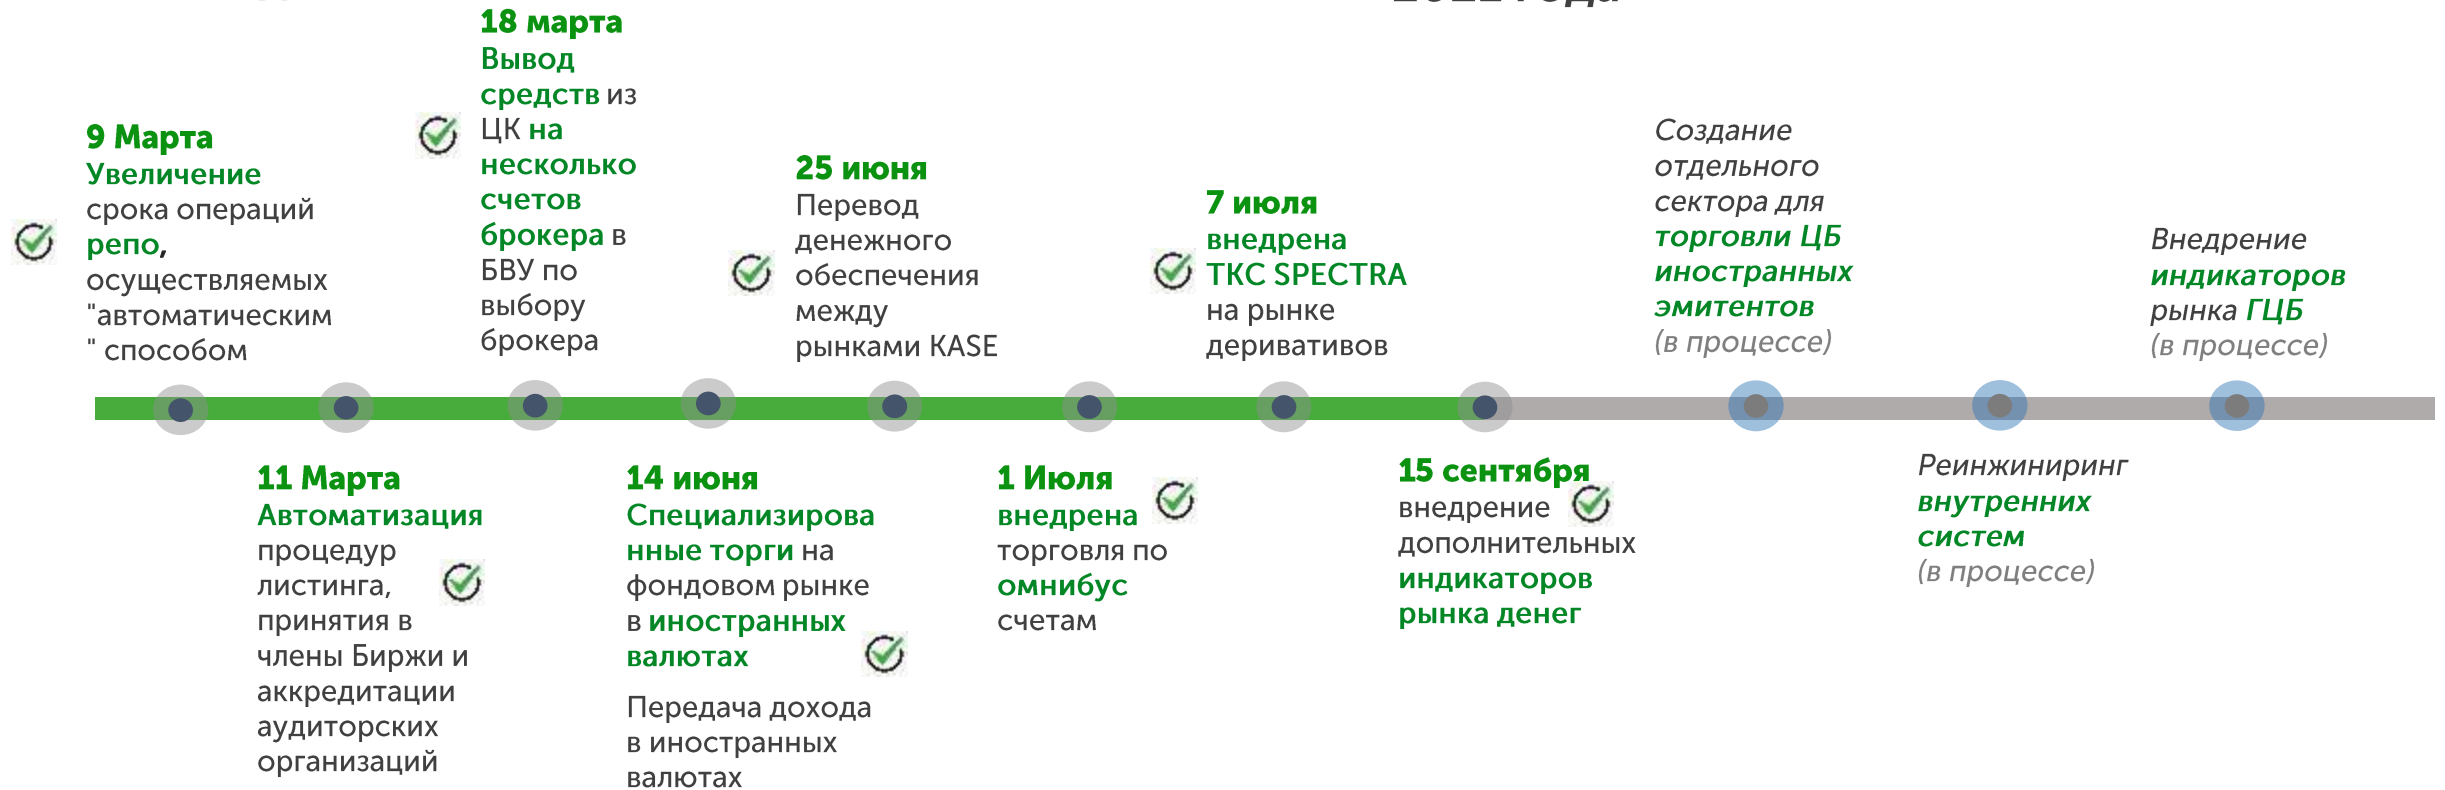 18 марта
Вывод
средств из
ЦК на
несколько
счетов
брокера в
БВУ по
выбору
брокера
9 Марта
Увеличение
срока операций
репо,
осуществляемых
"автоматическим
" способом
25 июня
Перевод
денежного
обеспечения
между
рынками KASE
7 июля
внедрена
ТКС SPECTRA
на рынке
деривативов
Создание
отдельного
сектора для
торговли ЦБ
иностранных
эмитентов
(в процессе)
Внедрение
индикаторов
рынка ГЦБ
(в процессе)
11 Марта
Автоматизация
процедур
листинга,
принятия в
члены Биржи и
аккредитации
аудиторских
организаций
14 июня
Специализирова
нные торги на
фондовом рынке
в иностранных
валютах
Передача дохода
в иностранных
валютах
1 Июля
внедрена
торговля по
омнибус
счетам
15 сентября
внедрение
дополнительных
индикаторов
рынка денег
Реинжиниринг
внутренних
систем
(в процессе)